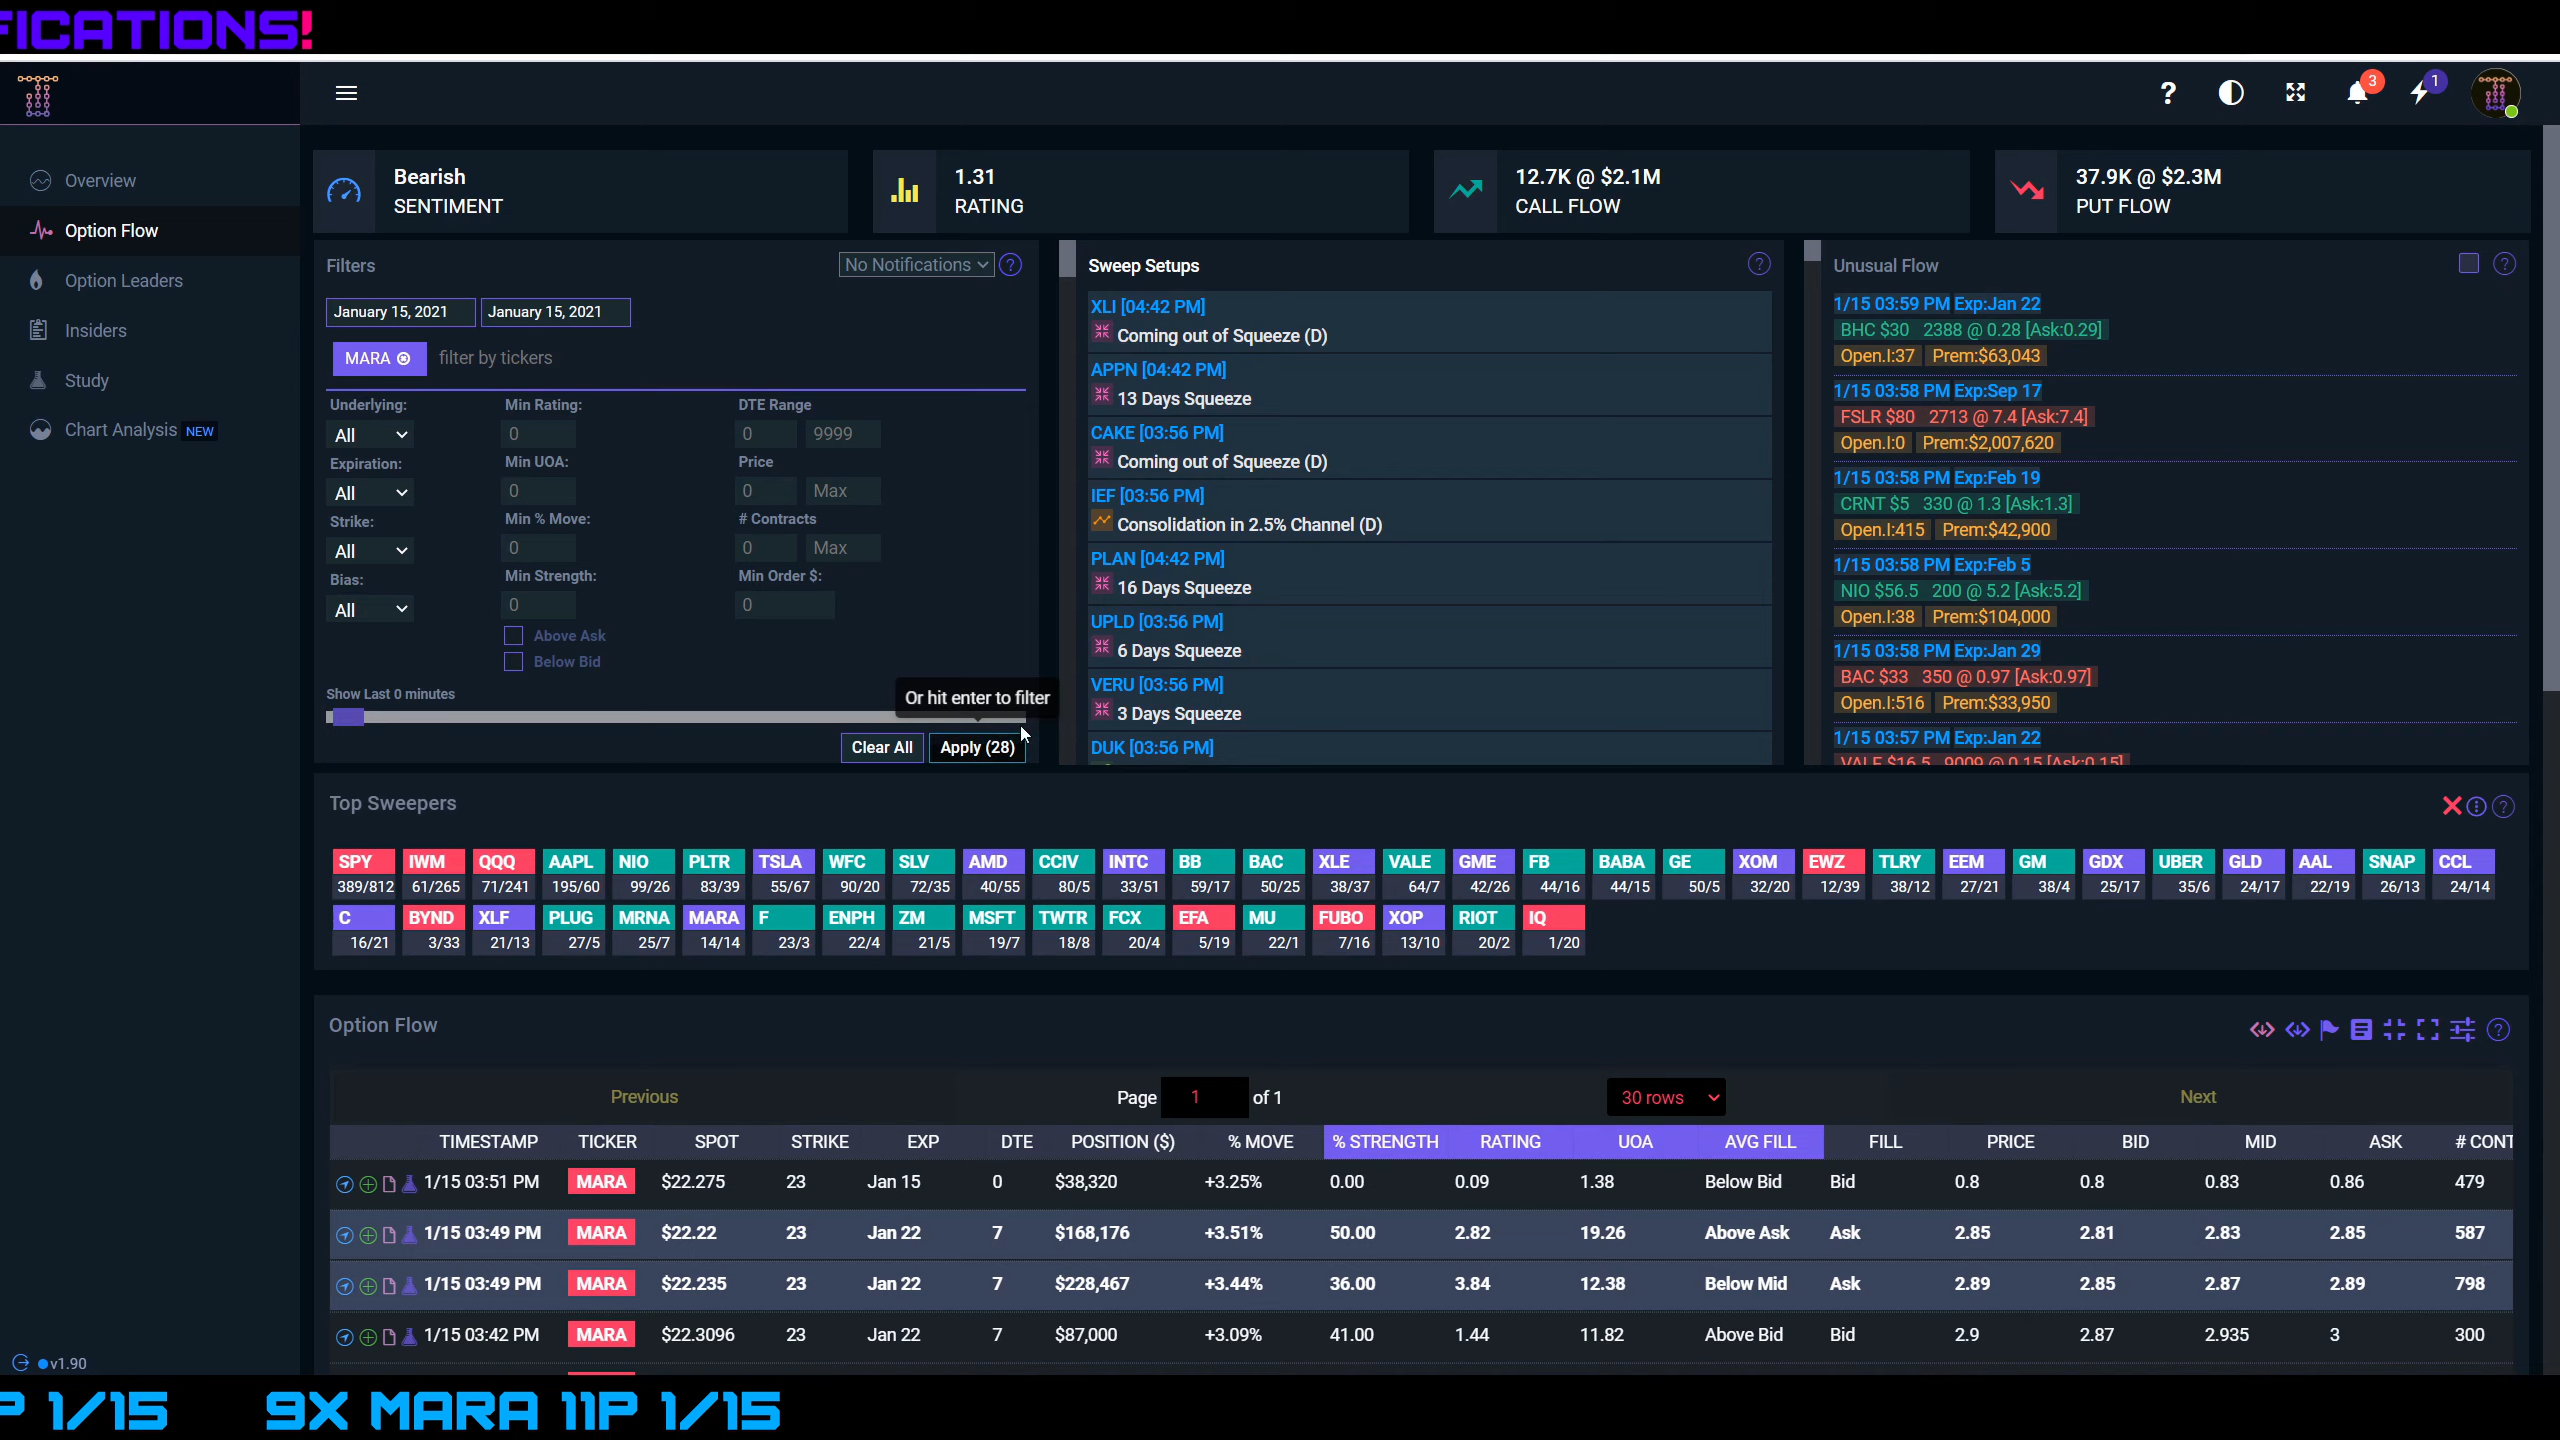 FICATIONS!
3
1
Overview
Option Flow
Option Leaders
Insiders
Study
Chart Analysis NEW
v1.90
Bearish
SENTIMENT
1.31
RATING
12.7K @ $2.1M
CALL FLOW
37.9K @ $2.3M
PUT FLOW
Filters
No Notifications
January 15, 2021 January 15, 2021
MARA filter by tickers
Underlying: Min Rating: DTE Range
All 0 0 9999
Expiration: Min UOA: Price
All 0 0 Max
Strike: Min % Move: # Contracts
All 0 0 Max
Bias: Min Strength: Min Order $:
All 0 0
Above Ask
Below Bid
Show Last 0 minutes
Or hit enter to filter
Clear All Apply (28)
Sweep Setups
XLI [04:42 PM]
Coming out of Squeeze (D)
APPN [04:42 PM]
13 Days Squeeze
CAKE [03:56 PM]
Coming out of Squeeze (D)
IEF [03:56 PM]
Consolidation in 2.5% Channel (D)
PLAN [04:42 PM]
16 Days Squeeze
UPLD [03:56 PM]
6 Days Squeeze
VERU [03:56 PM]
3 Days Squeeze
DUK [03:56 PM]
Unusual Flow
1/15 03:59 PM Exp:Jan 22
BHC $30 2388 @ 0.28 [Ask:0.29]
Open.I:37 Prem:$63,043
1/15 03:58 PM Exp:Sep 17
FSLR $80 2713 @ 7.4 [Ask:7.4]
Open.I:0 Prem:$2,007,620
1/15 03:58 PM Exp:Feb 19
CRNT $5 330 @ 1.3 [Ask:1.3]
Open.I:415 Prem:$42,900
1/15 03:58 PM Exp:Feb 5
NIO $56.5 200 @ 5.2 [Ask:5.2]
Open.I:38 Prem:$104,000
1/15 03:58 PM Exp:Jan 29
BAC $33 350 @ 0.97 [Ask:0.97]
Open.I:516 Prem:$33,950
1/15 03:57 PM Exp:Jan 22
VALE $16.5 9009 @ 0.15 [Ask:0.15]
Top Sweepers
SPY IWM QQQ AAPL NIO PLTR TSLA WFC SLV AMD CCIV INTC BB BAC XLE VALE GME FB BABA GE XOM EWZ TLRY EEM GM GDX UBER GLD AAL SNAP CCL
389/812 61/265 71/241 195/60 99/26 83/39 55/67 90/20 72/35 40/55 80/5 33/51 59/17 50/25 38/37 64/7 42/26 44/16 44/15 50/5 32/20 12/39 38/12 27/21 38/4 25/17 35/6 24/17 22/19 26/13 24/14
C BYND XLF PLUG MRNA MARA F ENPH ZM MSFT TWTR FCX EFA MU FUBO XOP RIOT IQ
16/21 3/33 21/13 27/5 25/7 14/14 23/3 22/4 21/5 19/7 18/8 20/4 5/19 22/1 7/16 13/10 20/2 1/20
Option Flow
Previous Page 1 of 1 30 rows Next
TIMESTAMP TICKER SPOT STRIKE EXP DTE POSITION ($) % MOVE % STRENGTH RATING UOA AVG FILL FILL PRICE BID MID ASK # CONT
1/15 03:51 PM MARA $22.275 23 Jan 15 0 $38,320 +3.25% 0.00 0.09 1.38 Below Bid Bid 0.8 0.8 0.83 0.86 479
1/15 03:49 PM MARA $22.22 23 Jan 22 7 $168,176 +3.51% 50.00 2.82 19.26 Above Ask Ask 2.85 2.81 2.83 2.85 587
1/15 03:49 PM MARA $22.235 23 Jan 22 7 $228,467 +3.44% 36.00 3.84 12.38 Below Mid Ask 2.89 2.85 2.87 2.89 798
1/15 03:42 PM MARA $22.3096 23 Jan 22 7 $87,000 +3.09% 41.00 1.44 11.82 Above Bid Bid 2.9 2.87 2.935 3 300
P 1/15 9X MARA 11P 1/15